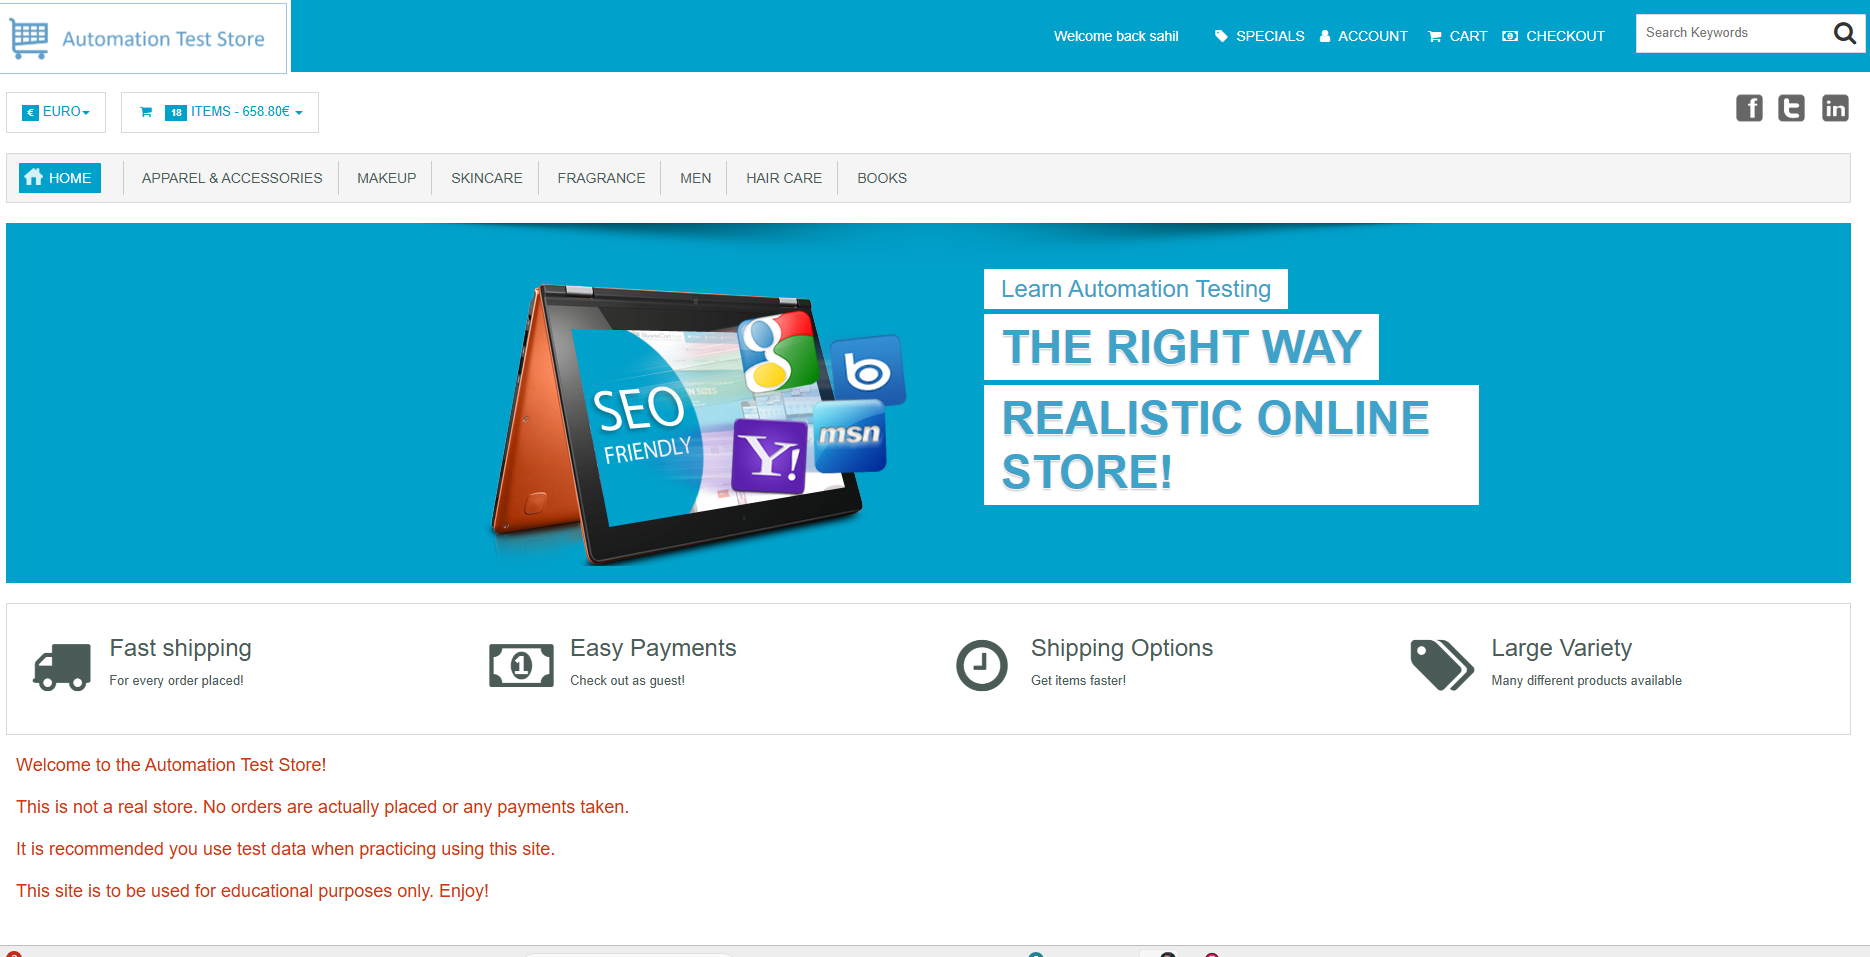 Automation Test Store
Welcome back sahil
SPECIALS
ACCOUNT
CART
CHECKOUT
Search Keywords
€ EURO
18 ITEMS - 658.80€
f t in
HOME
APPAREL & ACCESSORIES
MAKEUP
SKINCARE
FRAGRANCE
MEN
HAIR CARE
BOOKS
Learn Automation Testing
THE RIGHT WAY
REALISTIC ONLINE
STORE!
SEO
FRIENDLY
g
b
msn
Y!
Fast shipping
For every order placed!
1
Easy Payments
Check out as guest!
Shipping Options
Get items faster!
Large Variety
Many different products available
Welcome to the Automation Test Store!
This is not a real store. No orders are actually placed or any payments taken.
It is recommended you use test data when practicing using this site.
This site is to be used for educational purposes only. Enjoy!